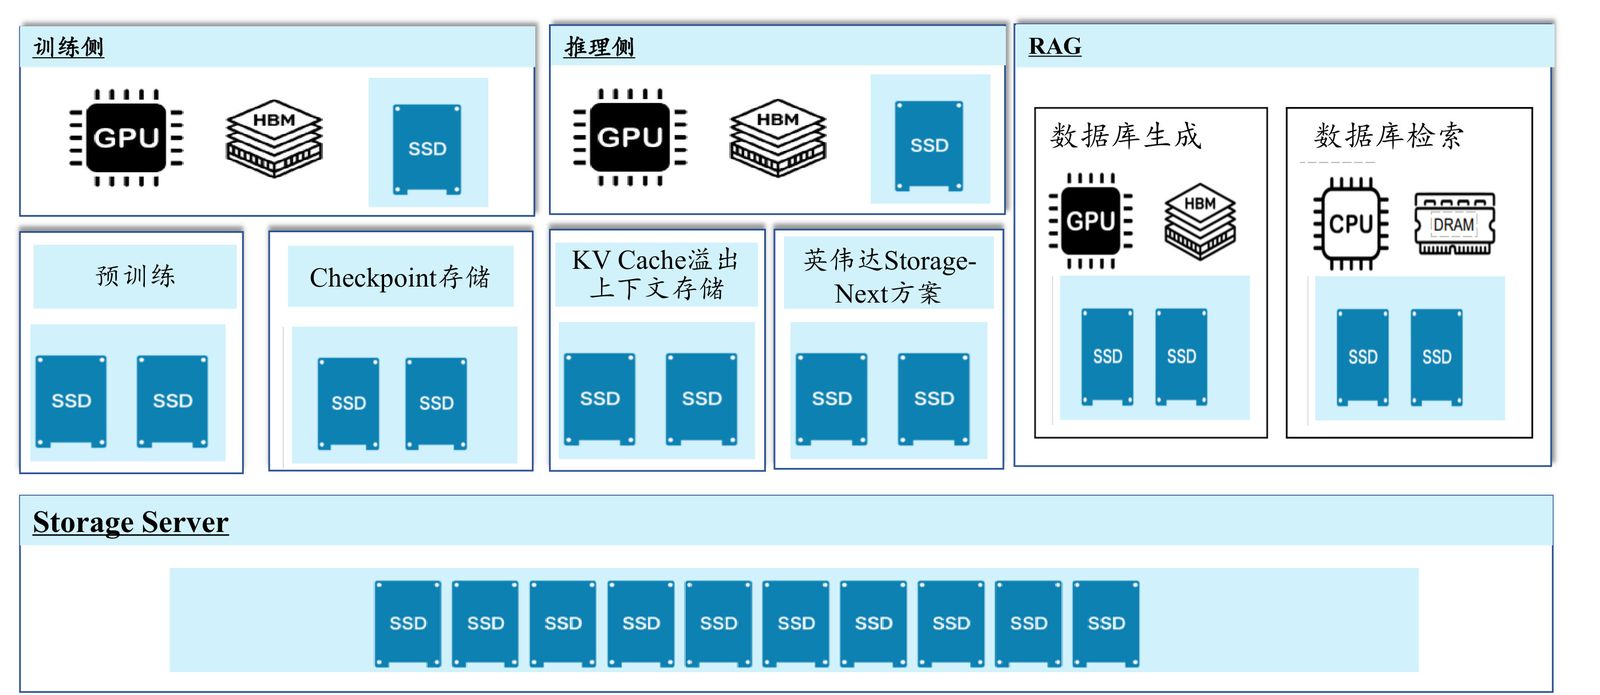 训练侧
GPU
HBM
SSD
预训练
SSD SSD
Checkpoint存储
SSD SSD
推理侧
GPU
HBM
SSD
KV Cache溢出
上下文存储
SSD SSD
英伟达Storage-
Next方案
SSD SSD
RAG
数据库生成
GPU
HBM
SSD SSD
数据库检索
CPU
DRAM
SSD SSD
Storage Server
SSD SSD SSD SSD SSD SSD SSD SSD SSD SSD